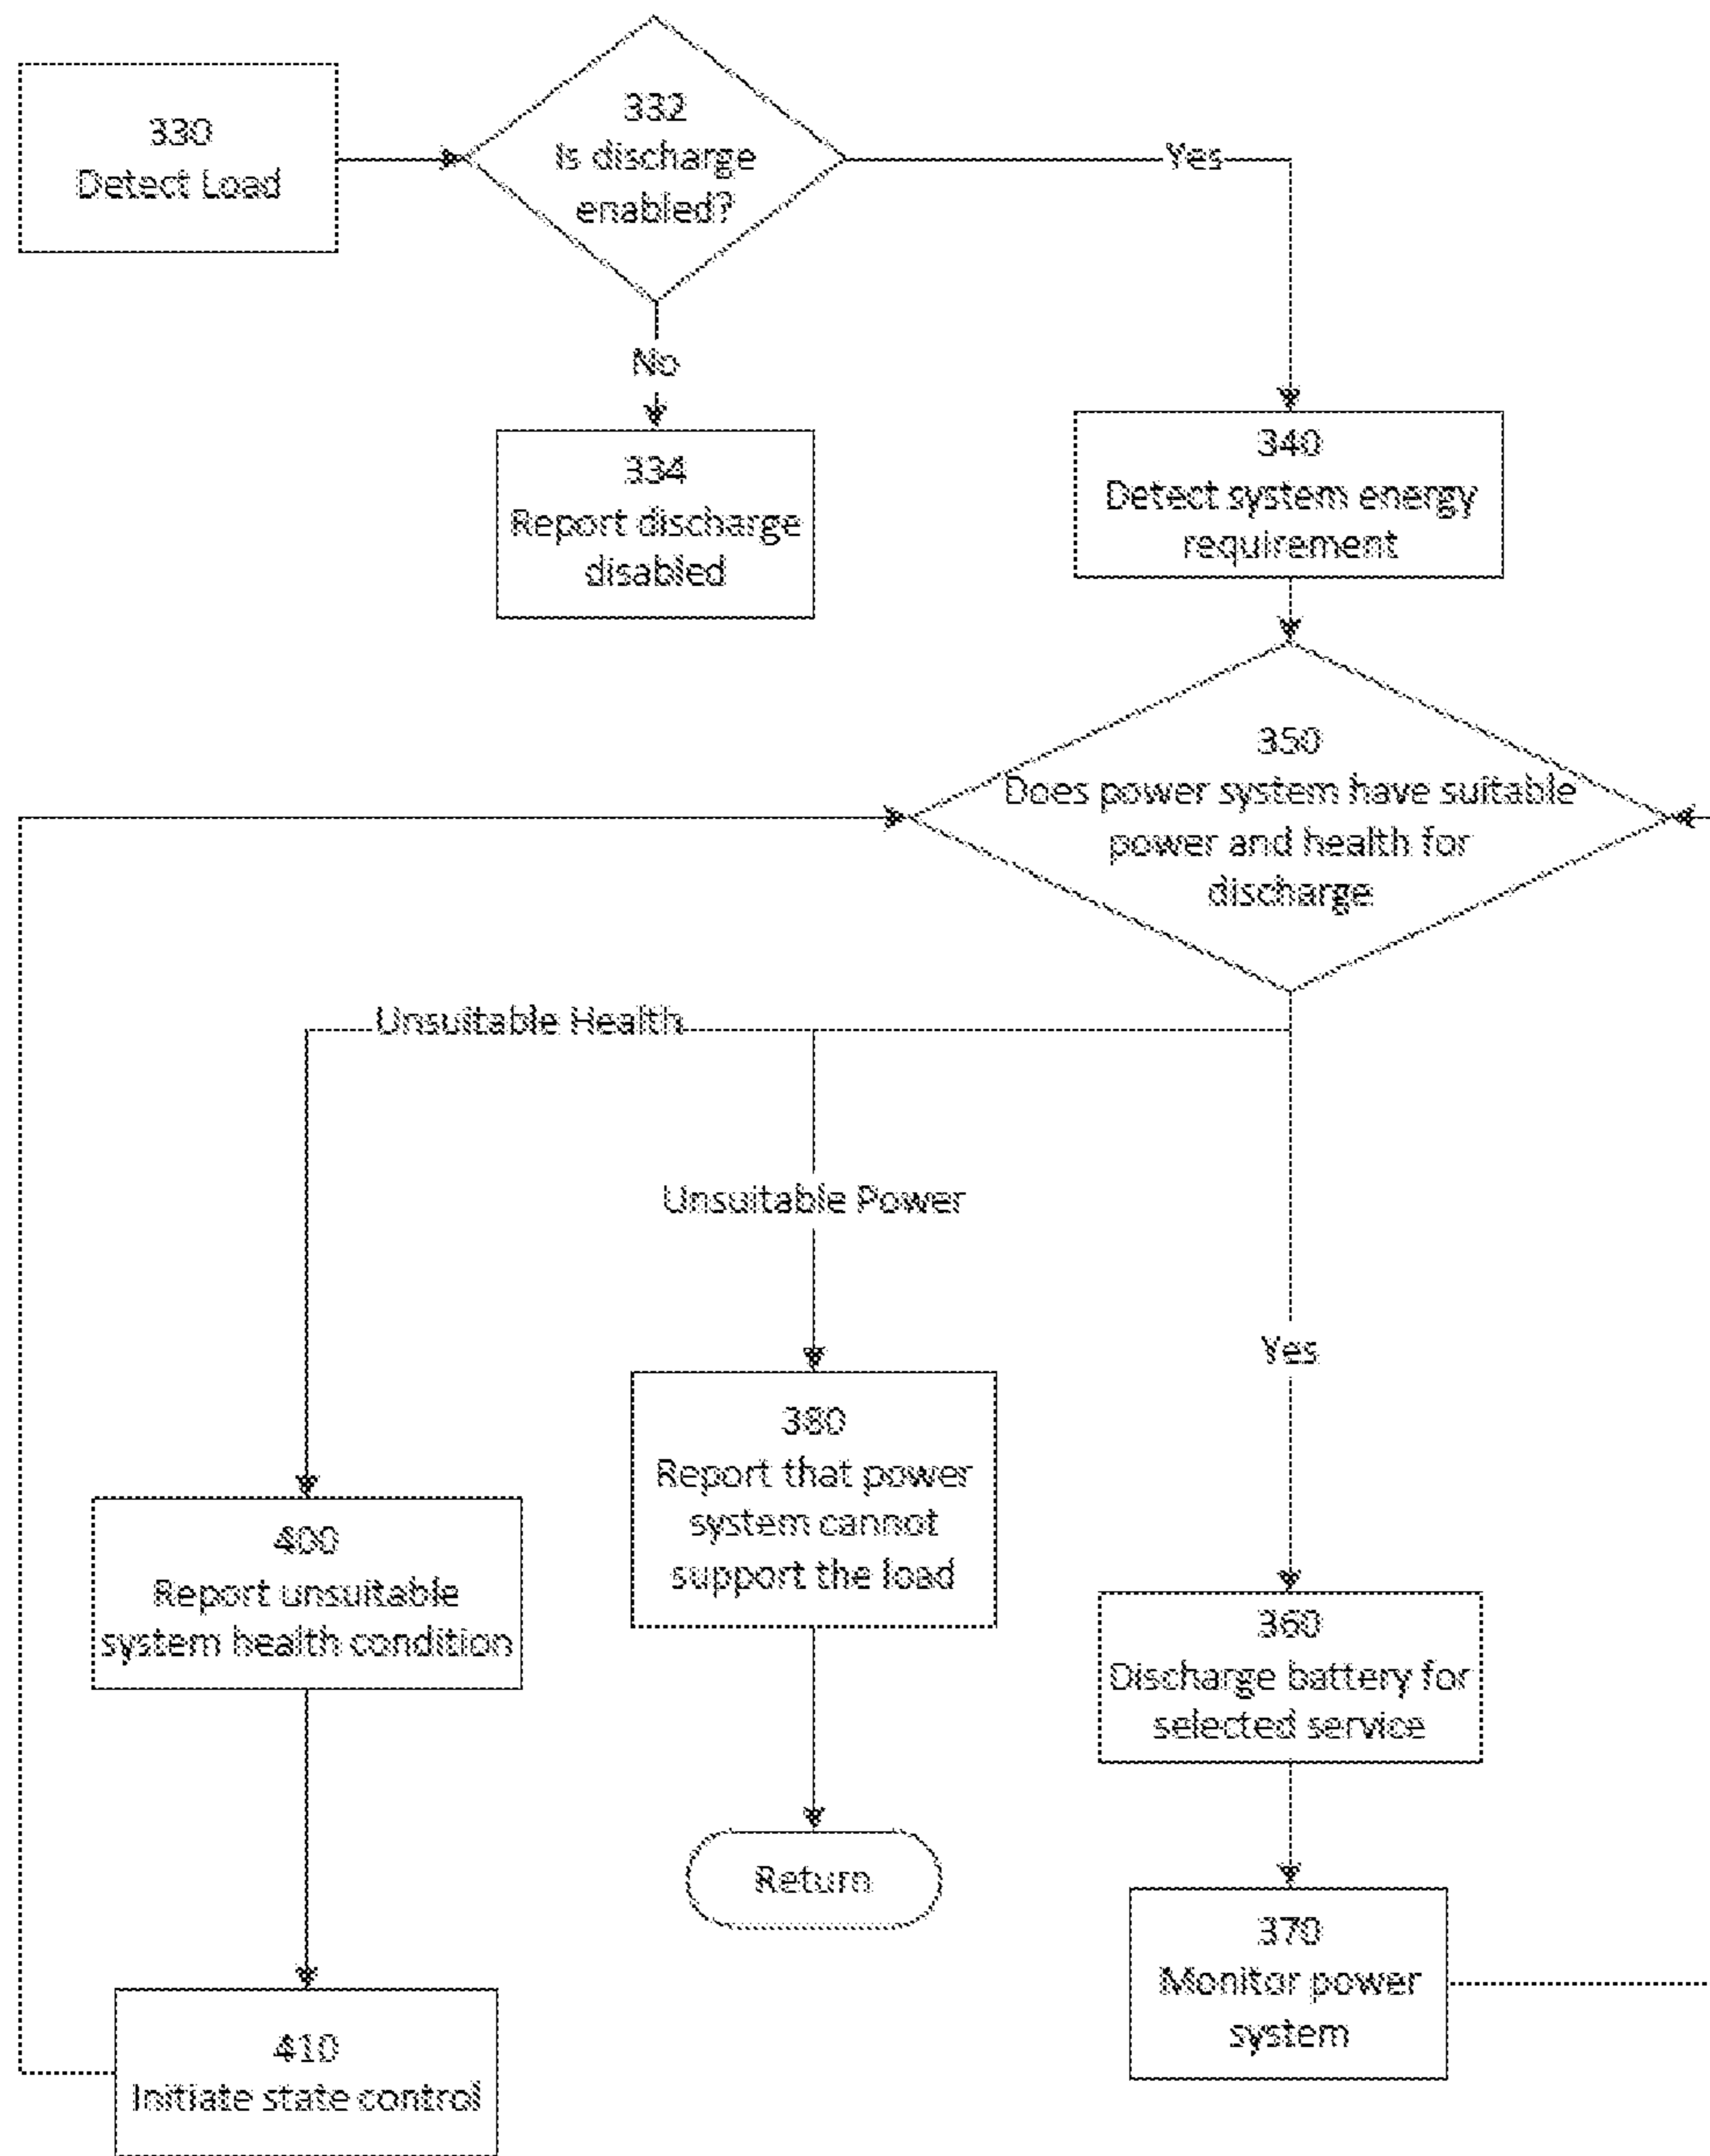 330
Detect Load
332
Is discharge
enabled?
Yes
No
334
Report discharge
disabled
340
Detect system energy
requirement
350
Does power system have suitable
power and health for
discharge
Unsuitable Health
Unsuitable Power
Yes
400
Report unsuitable
system health condition
380
Report that power
system cannot
support the load
360
Discharge battery for
selected service
Return
370
Monitor power
system
410
Initiate state control